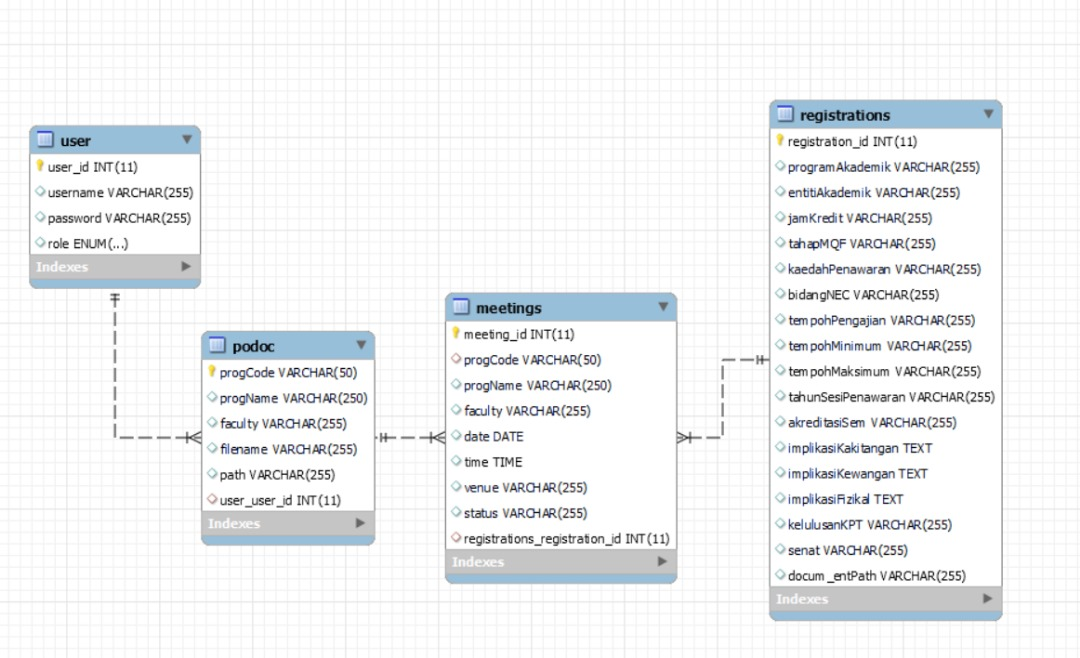 user
user_id INT(11)
username VARCHAR(255)
password VARCHAR(255)
role ENUM(...)
Indexes
podoc
progCode VARCHAR(50)
progName VARCHAR(250)
faculty VARCHAR(255)
filename VARCHAR(255)
path VARCHAR(255)
user_user_id INT(11)
Indexes
meetings
meeting_id INT(11)
progCode VARCHAR(50)
progName VARCHAR(250)
faculty VARCHAR(255)
date DATE
time TIME
venue VARCHAR(255)
status VARCHAR(255)
registrations_registration_id INT(11)
Indexes
registrations
registration_id INT(11)
programAkademik VARCHAR(255)
entitiAkademik VARCHAR(255)
jamKredit VARCHAR(255)
tahapMQF VARCHAR(255)
kaedahPenawaran VARCHAR(255)
bidangNEC VARCHAR(255)
tempohPengajian VARCHAR(255)
tempohMinimum VARCHAR(255)
tempohMaksimum VARCHAR(255)
tahunSesiPenawaran VARCHAR(255)
akreditasiSem VARCHAR(255)
implikasiKakitangan TEXT
implikasiKewangan TEXT
implikasiFizikal TEXT
kelulusanKPT VARCHAR(255)
senat VARCHAR(255)
docum_entPath VARCHAR(255)
Indexes